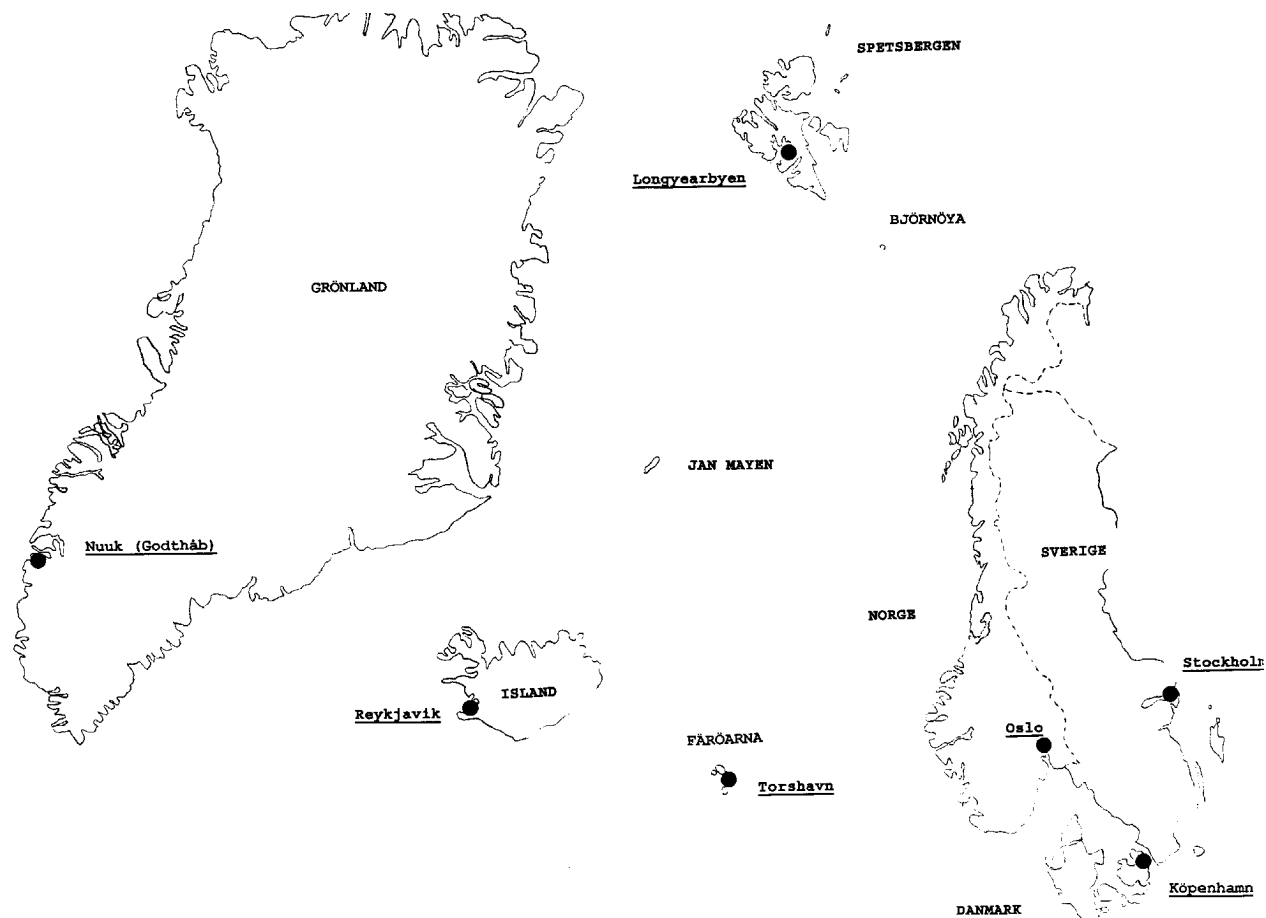 SPETSBERGEN
Longyearbyen
BJÖRNÖYA
GRÖNLAND
JAN MAYEN
Nuuk (Godthåb)
SVERIGE
NORGE
Stockholm
ISLAND
Reykjavik
Oslo
FÄRÖARNA
Torshavn
Köpenhamn
DANMARK